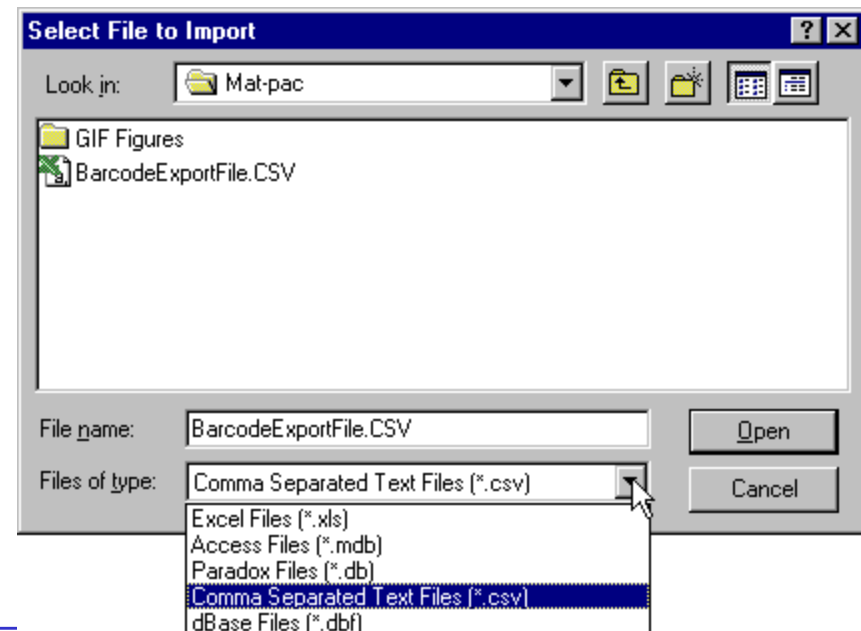 Select File to Import
Look in: Mat-pac
GIF Figures
BarcodeExportFile.CSV
File name: BarcodeExportFile.CSV Open
Files of type: Comma Separated Text Files (*.csv) Cancel
Excel Files (*.xls)
Access Files (*.mdb)
Paradox Files (*.db)
Comma Separated Text Files (*.csv)
dBase Files (*.dbf)